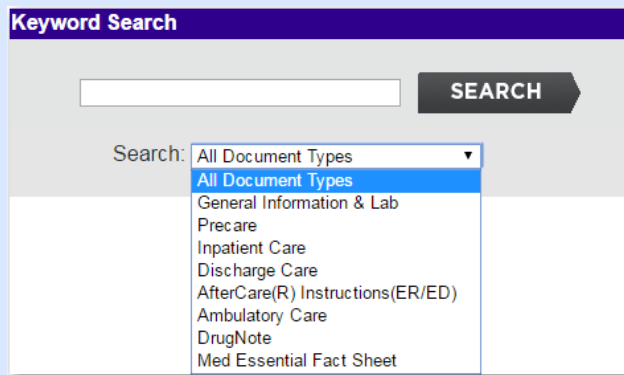 Keyword Search
SEARCH
Search: All Document Types
All Document Types
General Information & Lab
Precare
Inpatient Care
Discharge Care
AfterCare(R) Instructions(ER/ED)
Ambulatory Care
DrugNote
Med Essential Fact Sheet